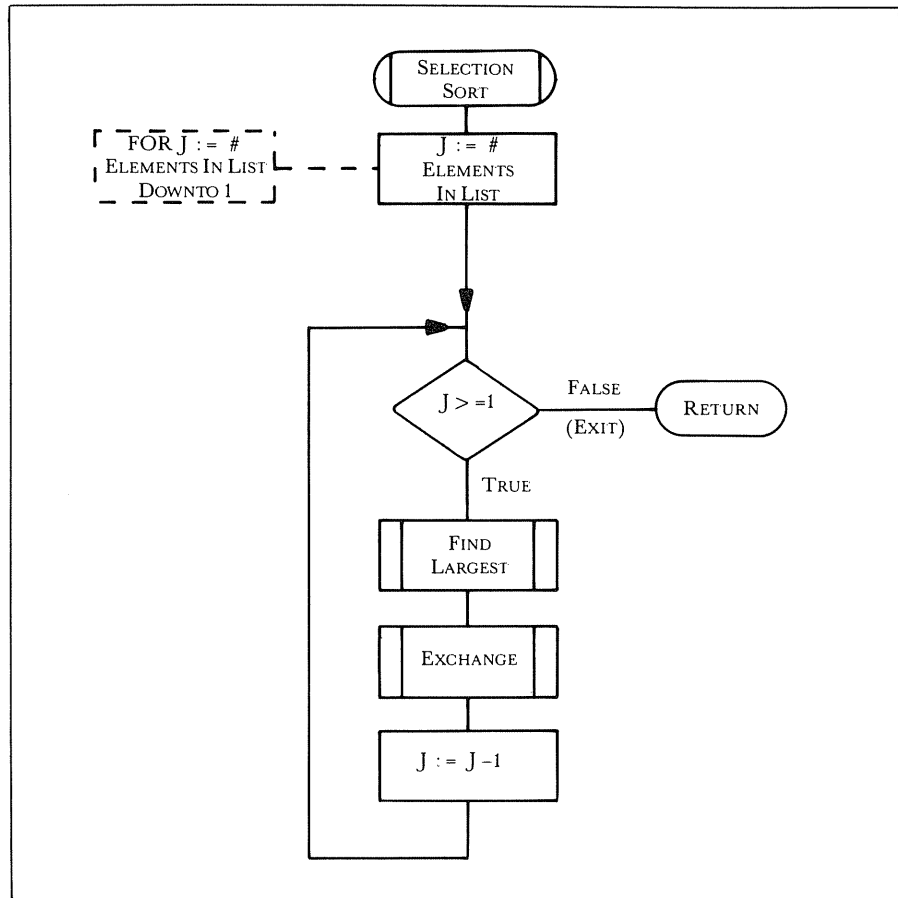 SELECTION
SORT
FOR J : = #
ELEMENTS IN LIST
DOWNTO 1
J : = #
ELEMENTS
IN LIST
J > =1
FALSE
(EXIT)
RETURN
TRUE
FIND
LARGEST
EXCHANGE
J : = J –1